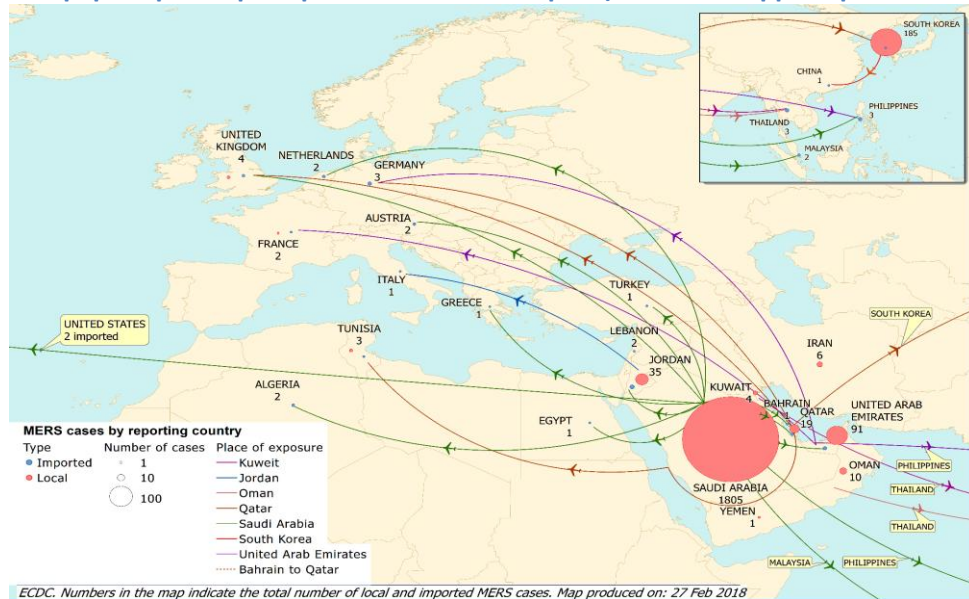 SOUTH KOREA
185
CHINA
1
PHILIPPINES
3
THAILAND
3
MALAYSIA
2
UNITED
KINGDOM
4
NETHERLANDS
2
GERMANY
3
AUSTRIA
2
FRANCE
2
ITALY
1
GREECE
1
TURKEY
1
LEBANON
2
SOUTH KOREA
UNITED STATES
2 imported
TUNISIA
3
JORDAN
35
IRAN
6
ALGERIA
2
KUWAIT
4
BAHRAIN
1
QATAR
19
UNITED ARAB
EMIRATES
91
EGYPT
1
OMAN
10
SAUDI ARABIA
1805
YEMEN
1
PHILIPPINES
THAILAND
THAILAND
MALAYSIA
PHILIPPINES
MERS cases by reporting country
Type
Imported
Local
Number of cases
1
10
100
Place of exposure
Kuweit
Jordan
Oman
Qatar
Saudi Arabia
South Korea
United Arab Emirates
Bahrain to Qatar
ECDC. Numbers in the map indicate the total number of local and imported MERS cases. Map produced on: 27 Feb 2018